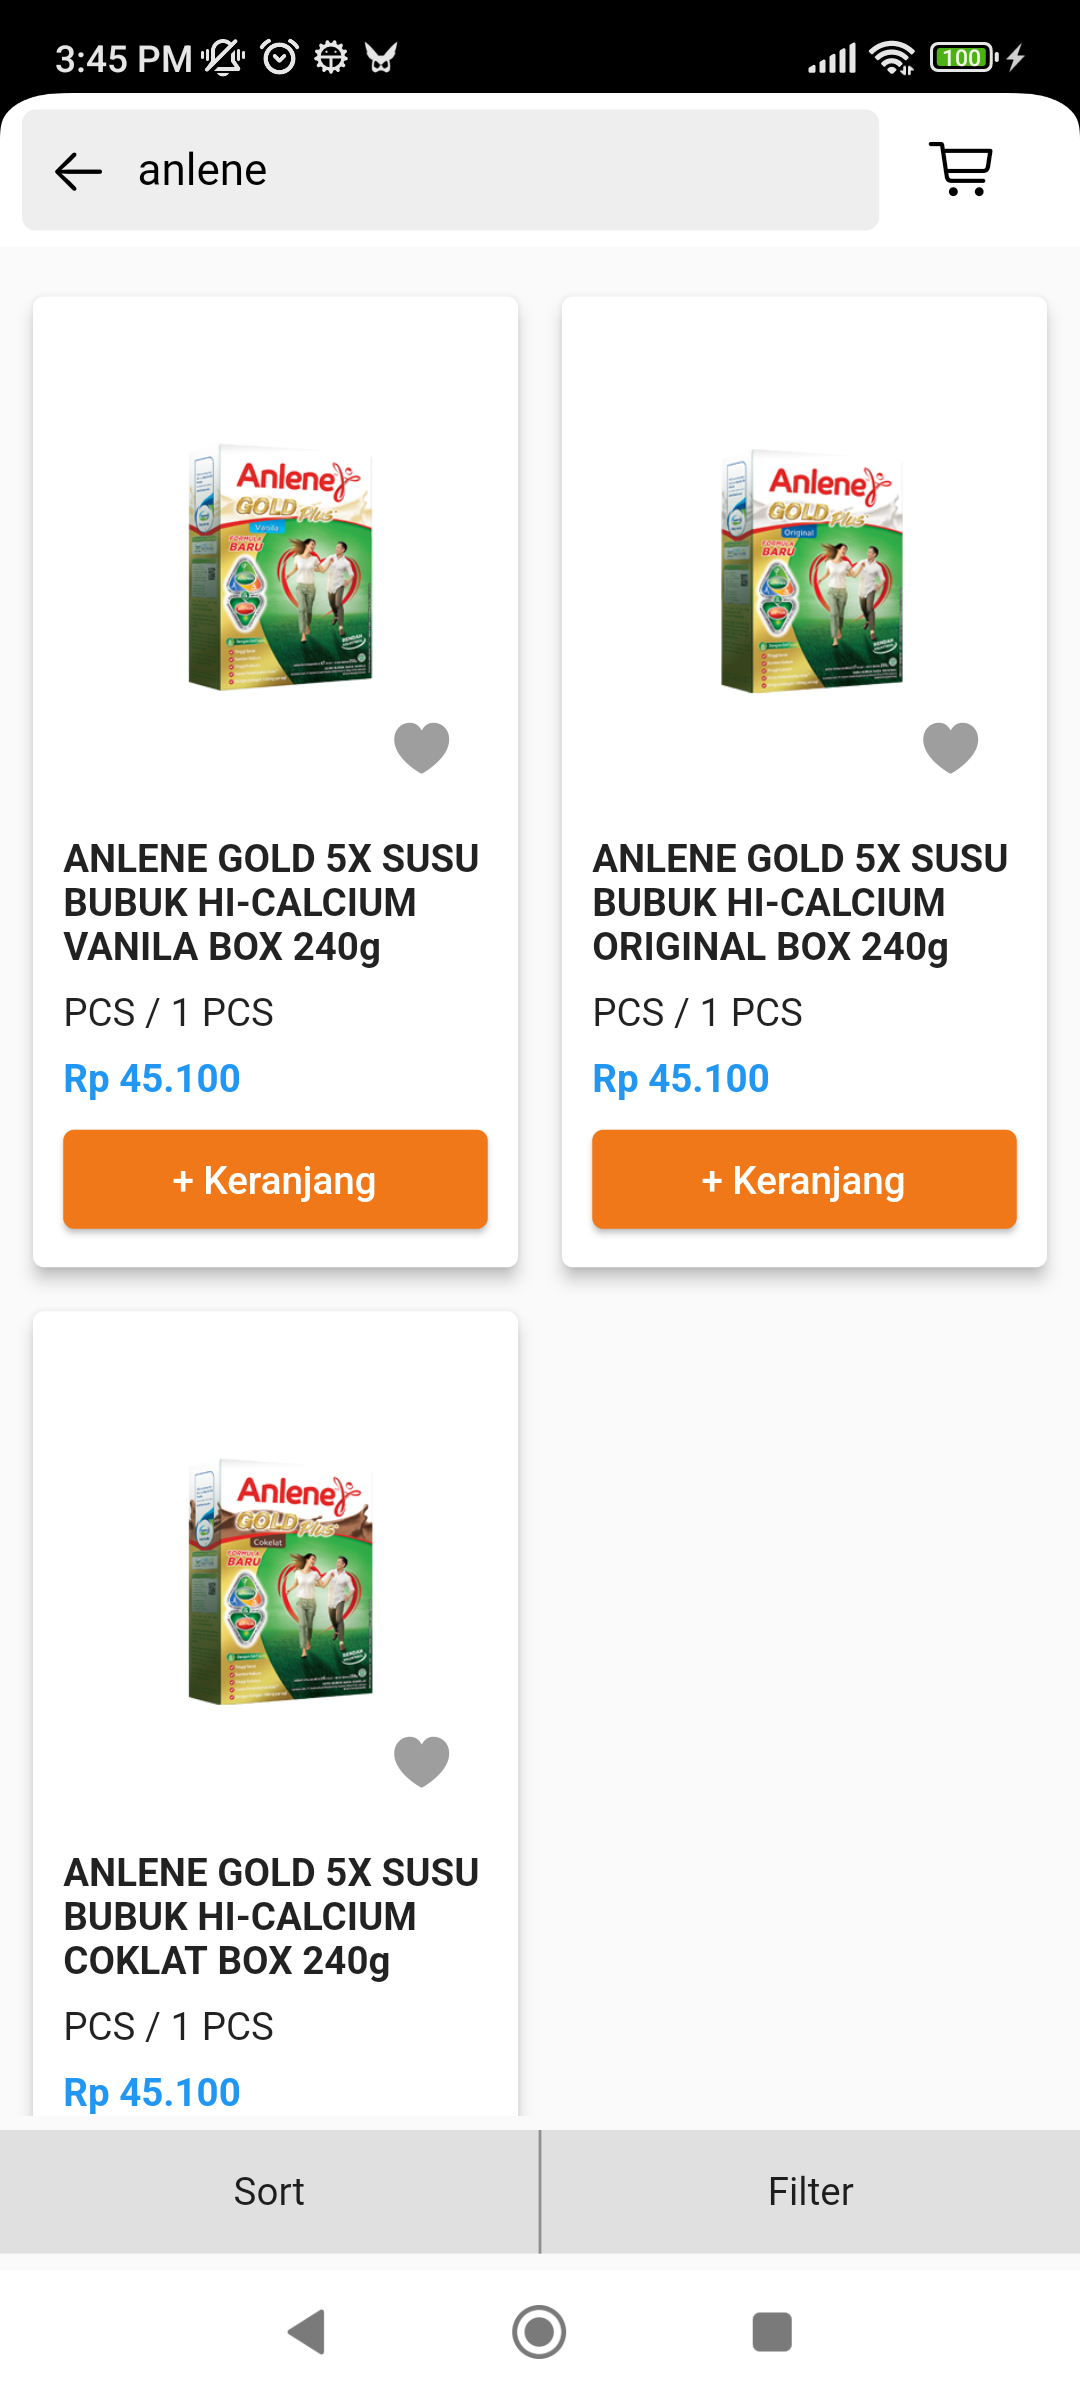 3:45 PM
100
anlene
Anlene
GOLD Plus
Vanila
FORMULA
BARU
Anlene
GOLD Plus
Original
FORMULA
BARU
ANLENE GOLD 5X SUSU
BUBUK HI-CALCIUM
VANILA BOX 240g
PCS / 1 PCS
Rp 45.100
+ Keranjang
ANLENE GOLD 5X SUSU
BUBUK HI-CALCIUM
ORIGINAL BOX 240g
PCS / 1 PCS
Rp 45.100
+ Keranjang
Anlene
GOLD Plus
Cokelat
FORMULA
BARU
ANLENE GOLD 5X SUSU
BUBUK HI-CALCIUM
COKLAT BOX 240g
PCS / 1 PCS
Rp 45.100
Sort
Filter